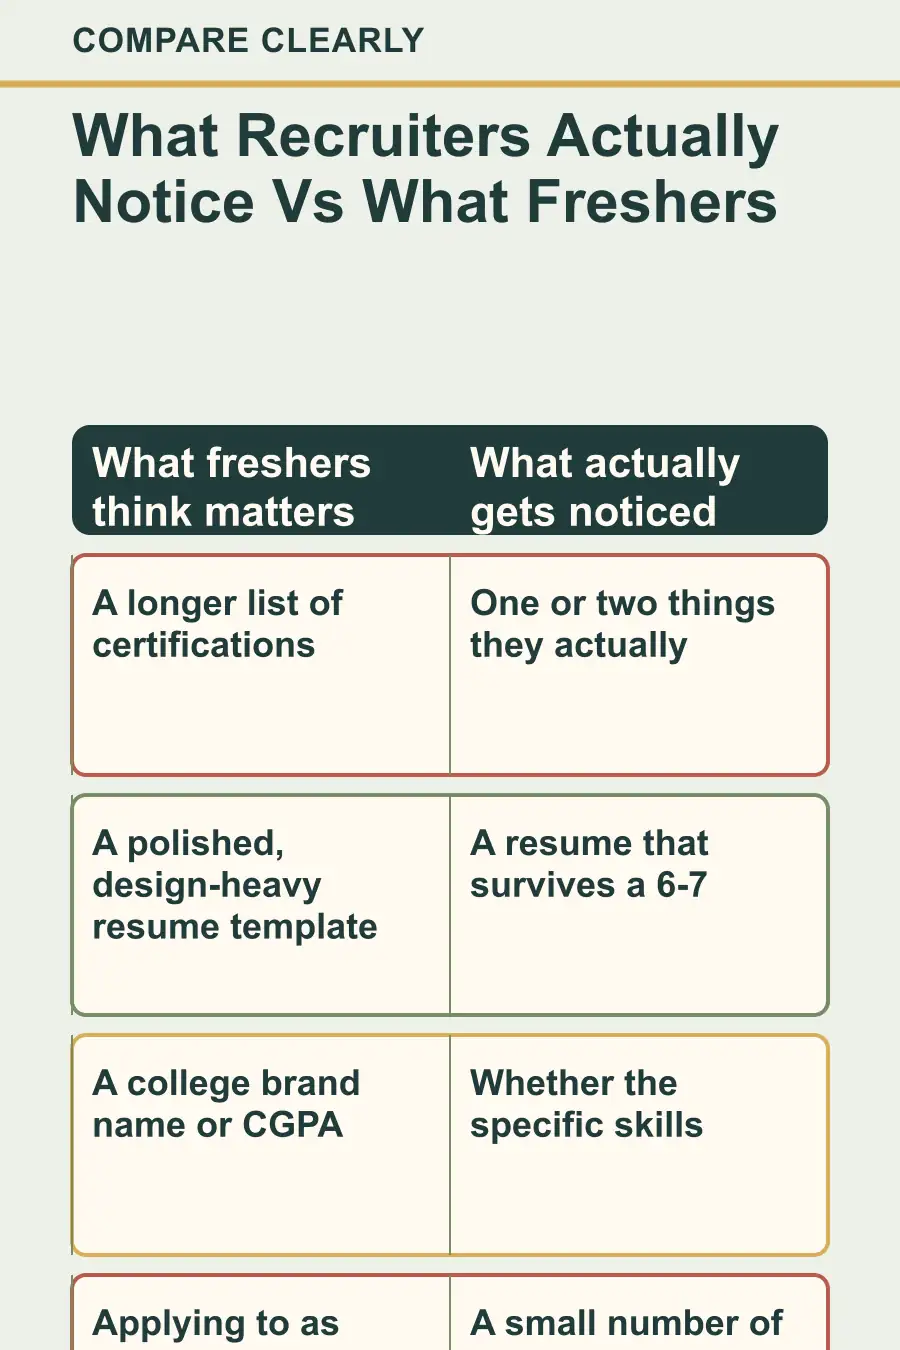 COMPARE CLEARLY
What Recruiters Actually
Notice Vs What Freshers
What freshers
think matters
What actually
gets noticed
A longer list of
certifications
One or two things
they actually
A polished,
design-heavy
resume template
A resume that
survives a 6-7
A college brand
name or CGPA
Whether the
specific skills
Applying to as
A small number of